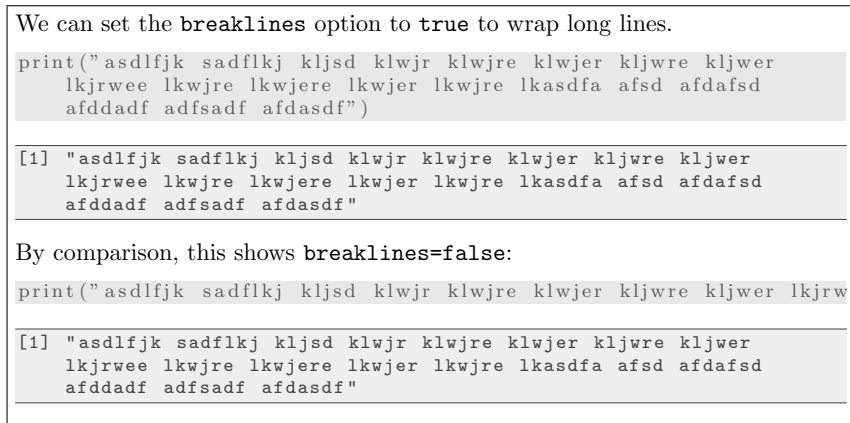 We can set the breaklines option to true to wrap long lines.
print("asdlfjk sadflkj kljsd klwjr klwjre klwjer kljwre kljwer
lkjrwee lkwjre lkwjere lkwjer lkwjre lkasdfa afsd afdafsd
afddadf adfsadf afdasdf")
[1] "asdlfjk sadflkj kljsd klwjr klwjre klwjer kljwre kljwer
lkjrwee lkwjre lkwjere lkwjer lkwjre lkasdfa afsd afdafsd
afddadf adfsadf afdasdf"
By comparison, this shows breaklines=false:
print("asdlfjk sadflkj kljsd klwjr klwjre klwjer kljwre kljwer lkjrw
[1] "asdlfjk sadflkj kljsd klwjr klwjre klwjer kljwre kljwer
lkjrwee lkwjre lkwjere lkwjer lkwjre lkasdfa afsd afdafsd
afddadf adfsadf afdasdf"